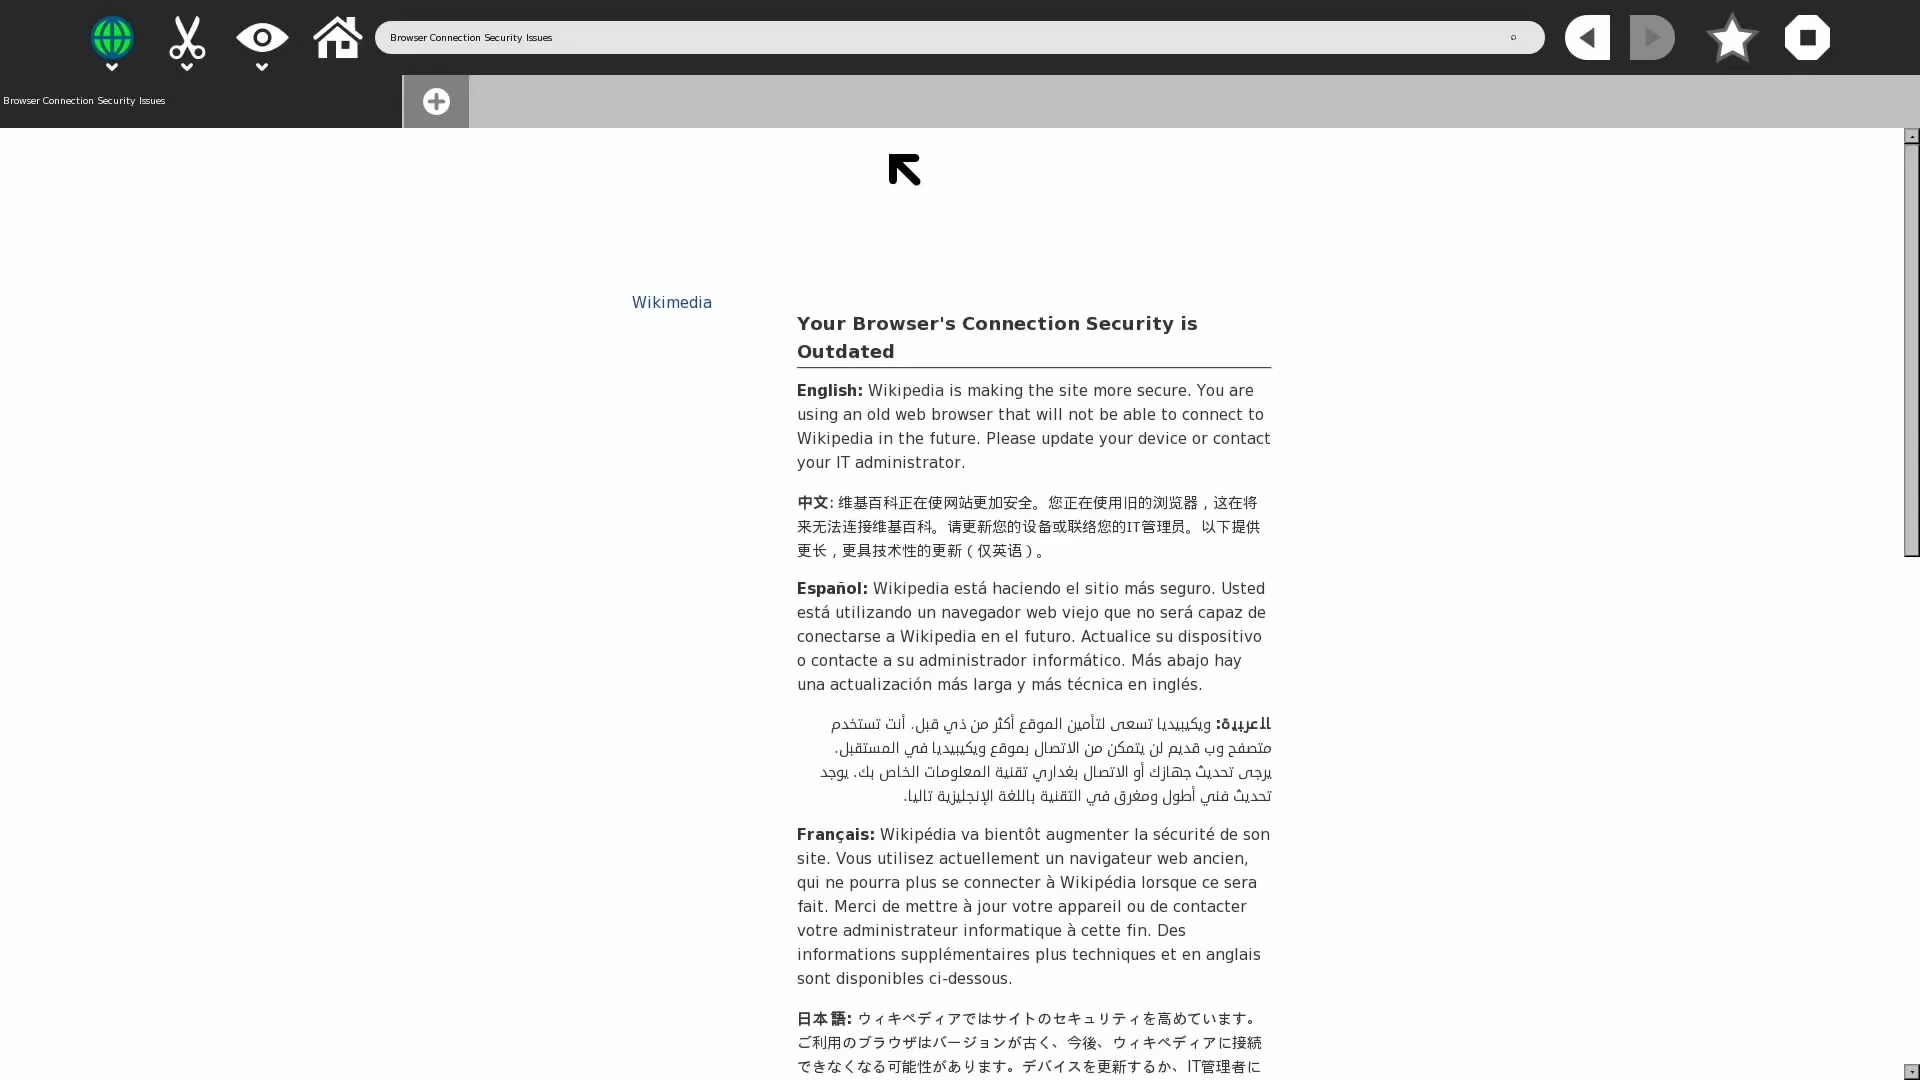 Browser Connection Security Issues
Browser Connection Security Issues
Wikimedia
Your Browser's Connection Security is
Outdated
English: Wikipedia is making the site more secure. You are
using an old web browser that will not be able to connect to
Wikipedia in the future. Please update your device or contact
your IT administrator.
中文: 维基百科正在使网站更加安全。您正在使用旧的浏览器，这在将
来无法连接维基百科。请更新您的设备或联络您的IT管理员。以下提供
更长，更具技术性的更新（仅英语）。
Español: Wikipedia está haciendo el sitio más seguro. Usted
está utilizando un navegador web viejo que no será capaz de
conectarse a Wikipedia en el futuro. Actualice su dispositivo
o contacte a su administrador informático. Más abajo hay
una actualización más larga y más técnica en inglés.
العربية: ويكيبيديا تسعى لتأمين الموقع أكثر من ذي قبل. أنت تستخدم
متصفح وب قديم لن يتمكن من الاتصال بموقع ويكيبيديا في المستقبل.
يرجى تحديث جهازك أو الاتصال بغداري تقنية المعلومات الخاص بك. يوجد
تحديث فني أطول ومغرق في التقنية باللغة الإنجليزية تاليا.
Français: Wikipédia va bientôt augmenter la sécurité de son
site. Vous utilisez actuellement un navigateur web ancien,
qui ne pourra plus se connecter à Wikipédia lorsque ce sera
fait. Merci de mettre à jour votre appareil ou de contacter
votre administrateur informatique à cette fin. Des
informations supplémentaires plus techniques et en anglais
sont disponibles ci-dessous.
日本語: ウィキペディアではサイトのセキュリティを高めています。
ご利用のブラウザはバージョンが古く、今後、ウィキペディアに接続
できなくなる可能性があります。デバイスを更新するか、IT管理者に